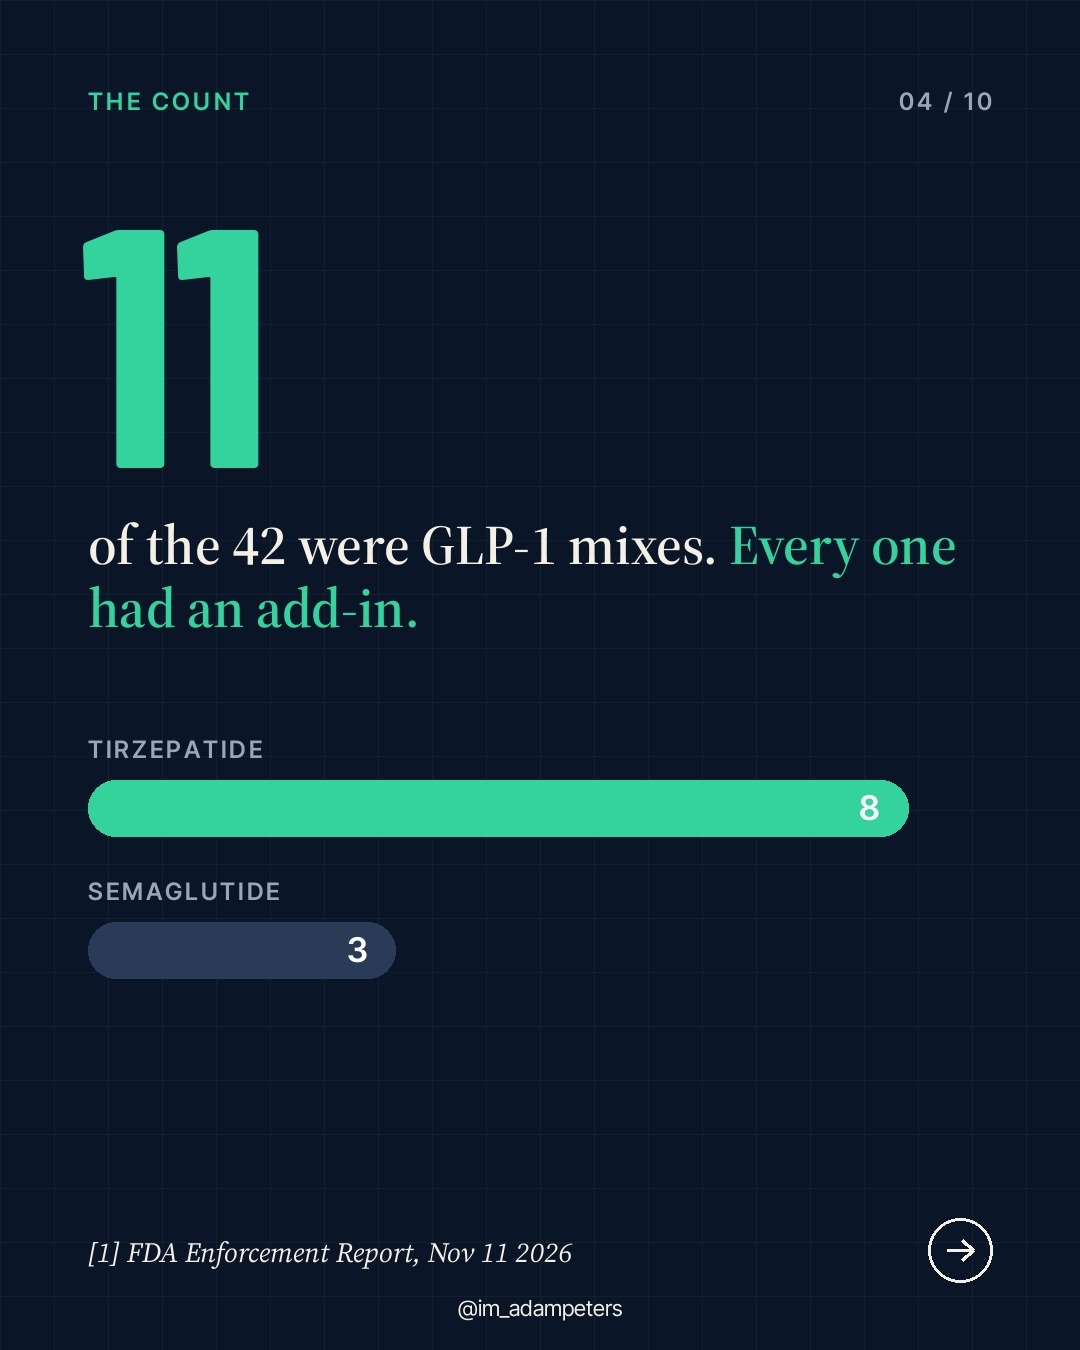 THE COUNT
04 / 10
11
of the 42 were GLP-1 mixes. Every one
had an add-in.
TIRZEPATIDE
8
SEMAGLUTIDE
3
[1] FDA Enforcement Report, Nov 11 2026
@im_adampeters